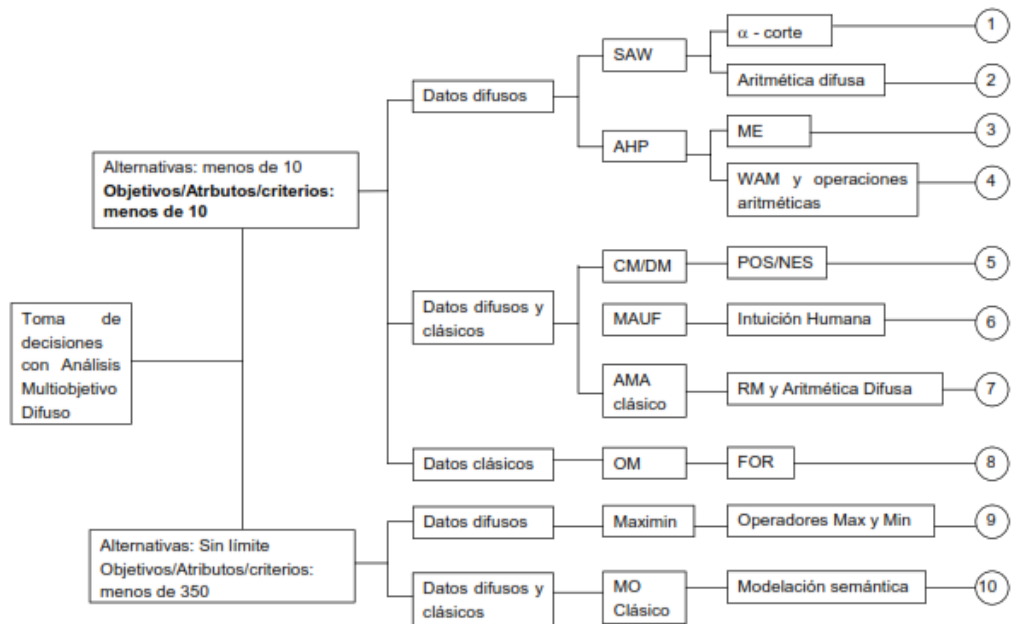 Toma de
decisiones
con Análisis
Multiobjetivo
Difuso
Alternativas: menos de 10
Objetivos/Atrbutos/criterios:
menos de 10
Datos difusos
SAW
α - corte
1
Aritmética difusa
2
AHP
ME
3
WAM y operaciones
aritméticas
4
Datos difusos y
clásicos
CM/DM
POS/NES
5
MAUF
Intuición Humana
6
AMA
clásico
RM y Aritmética Difusa
7
Datos clásicos
OM
FOR
8
Alternativas: Sin límite
Objetivos/Atributos/criterios:
menos de 350
Datos difusos
Maximin
Operadores Max y Min
9
Datos difusos y
clásicos
MO
Clásico
Modelación semántica
10